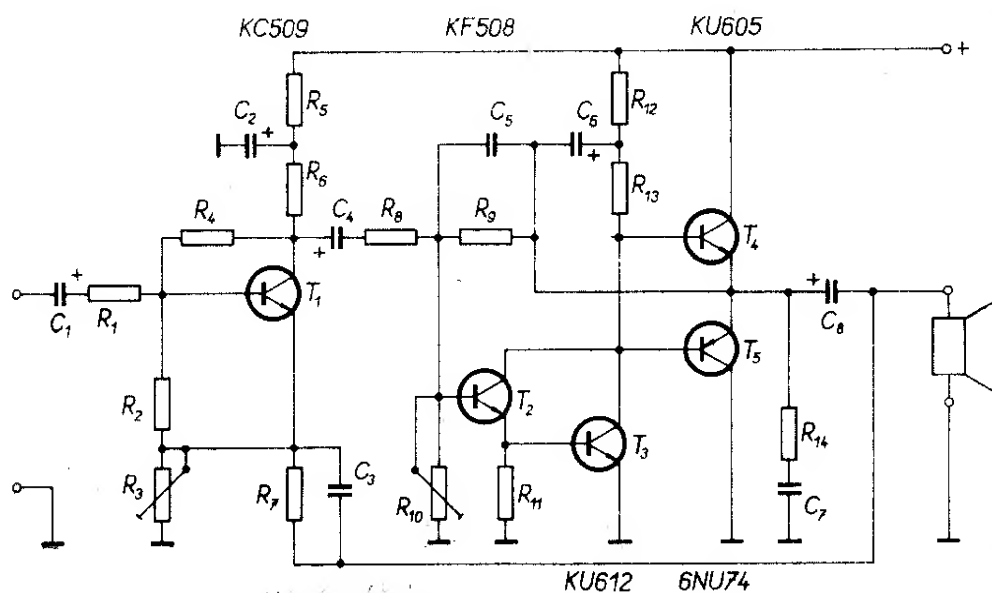 KC509 KF508 KU605
+
R5
R12
C2 +
C5 C6 +
R6
R13
R4
C4 + R8 R9
T4
+ C1 R1
T1
+ C8
T5
R2
T2
R14
T3
R3 R7 C3 R10 R11
C7
KU612 6NU74